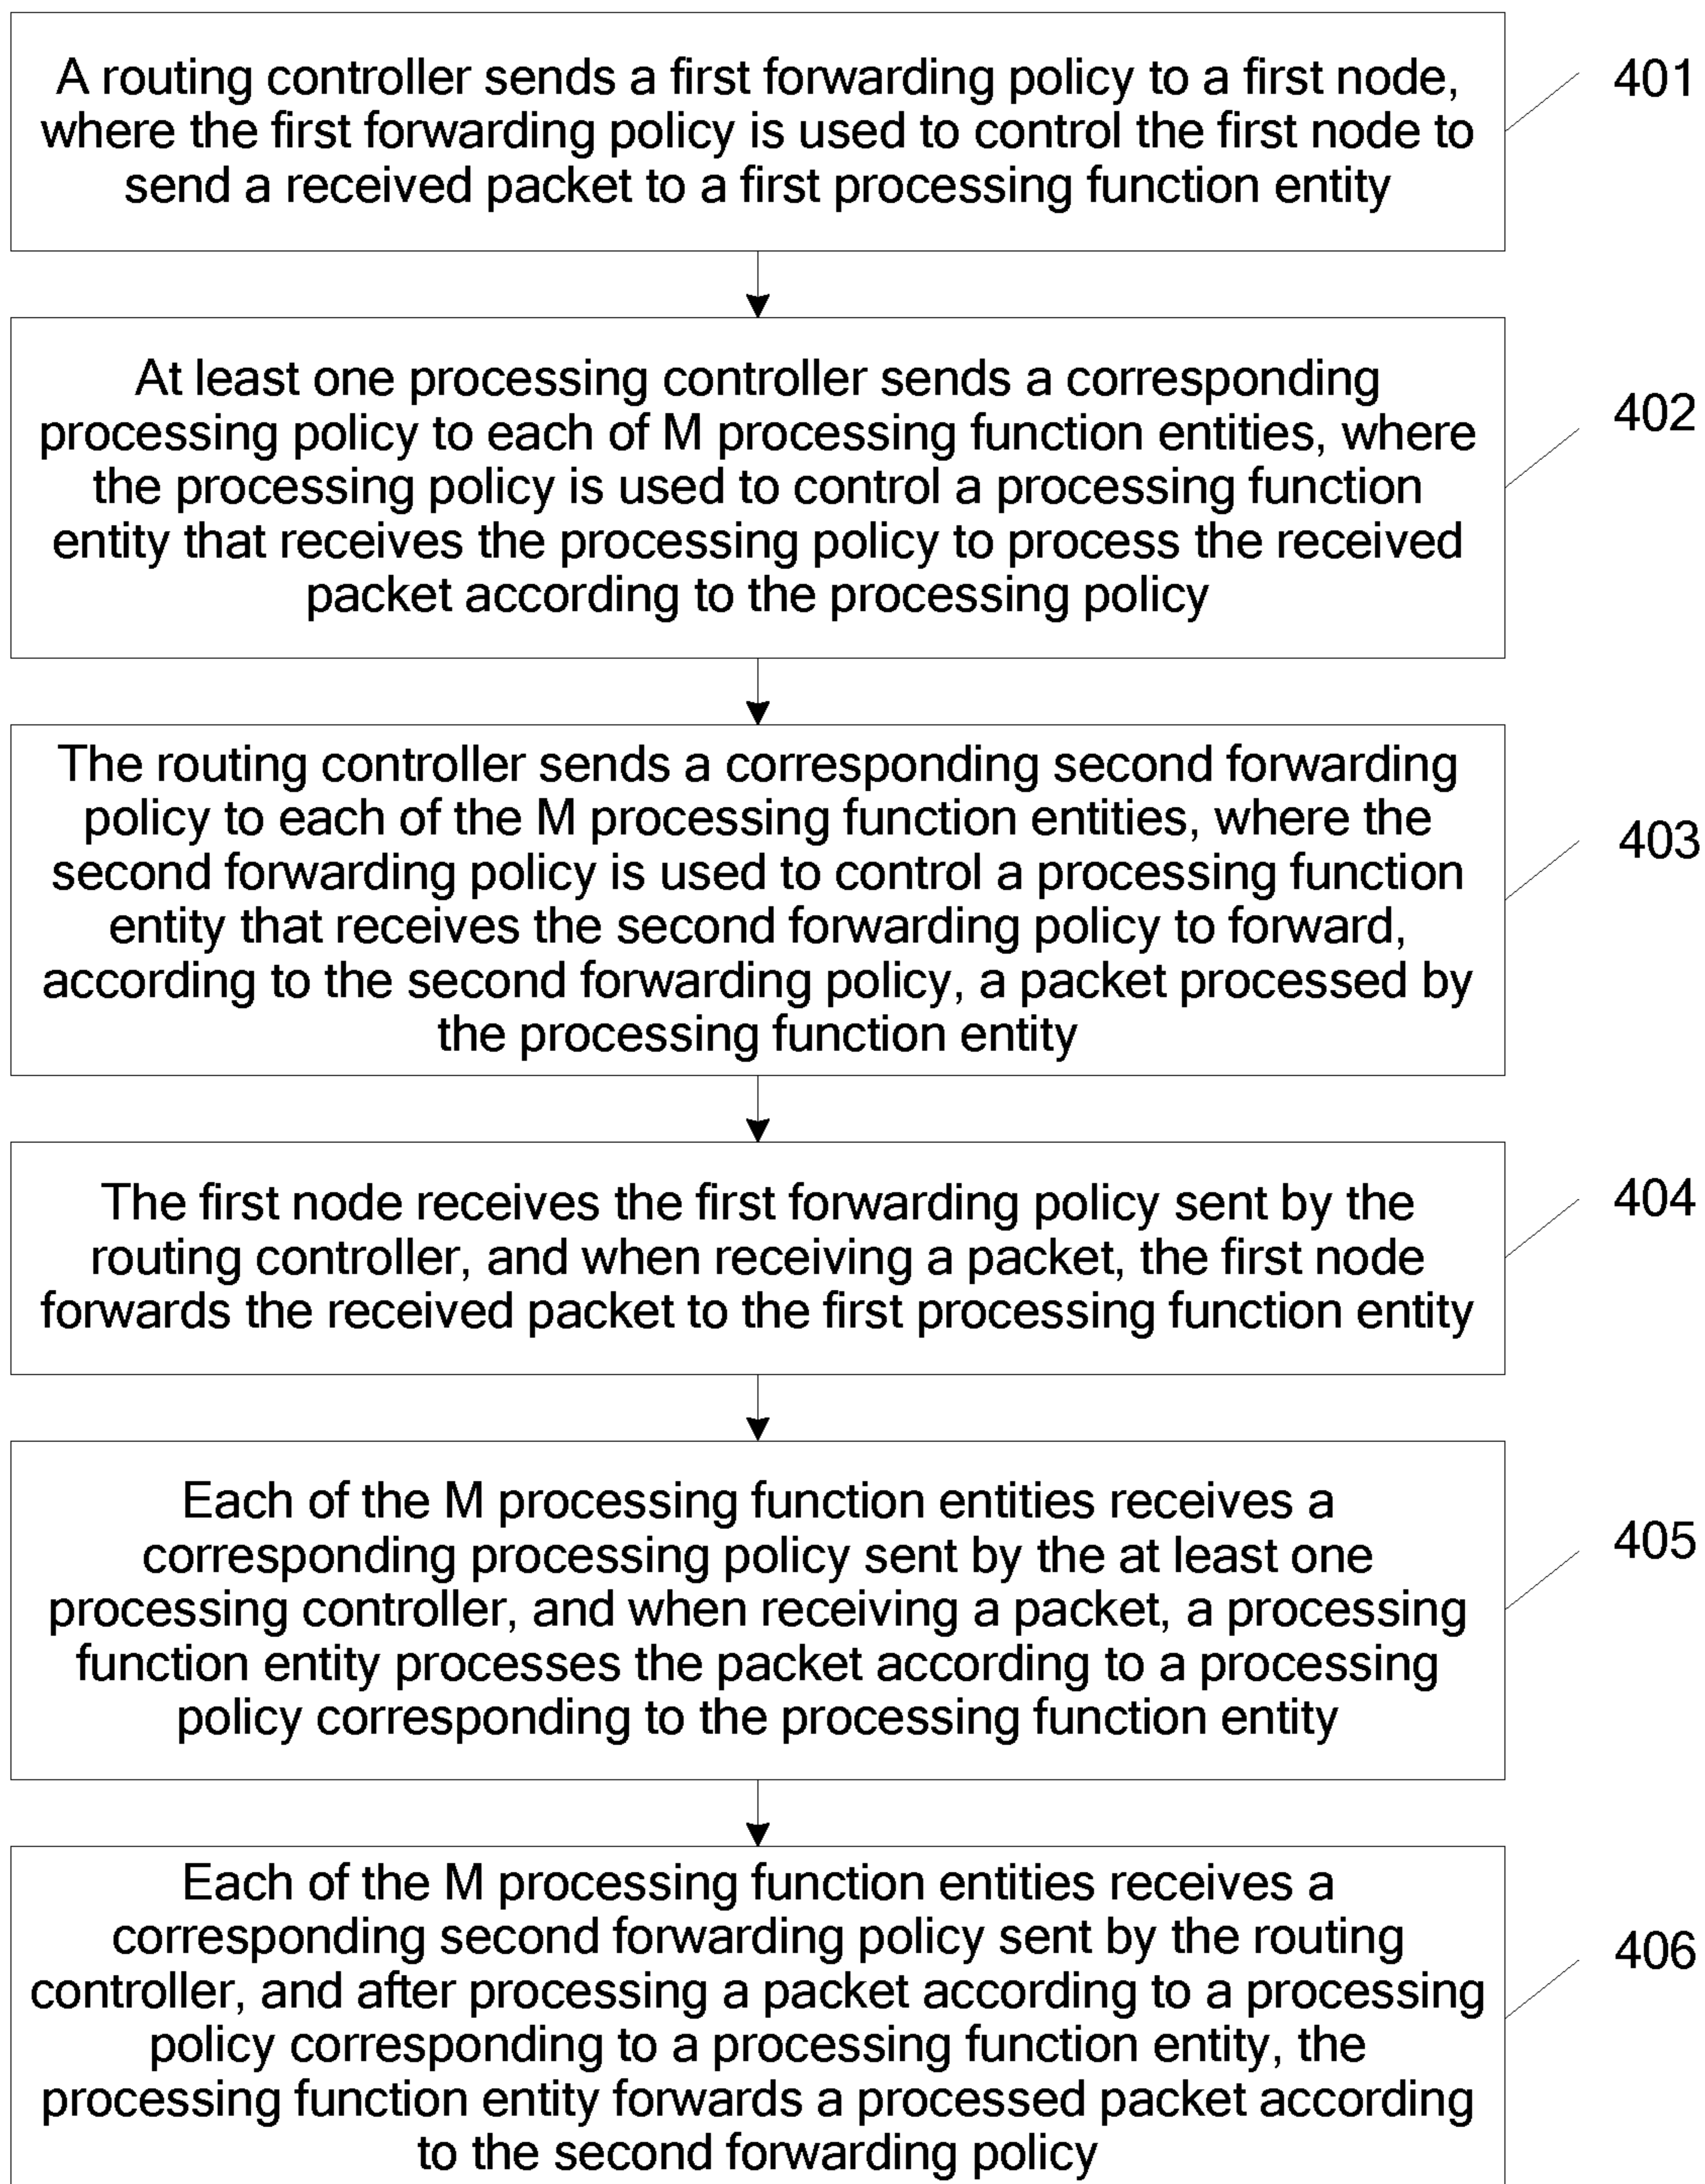 A routing controller sends a first forwarding policy to a first node,
where the first forwarding policy is used to control the first node to
send a received packet to a first processing function entity
401
At least one processing controller sends a corresponding
processing policy to each of M processing function entities, where
the processing policy is used to control a processing function
entity that receives the processing policy to process the received
packet according to the processing policy
402
The routing controller sends a corresponding second forwarding
policy to each of the M processing function entities, where the
second forwarding policy is used to control a processing function
entity that receives the second forwarding policy to forward,
according to the second forwarding policy, a packet processed by
the processing function entity
403
The first node receives the first forwarding policy sent by the
routing controller, and when receiving a packet, the first node
forwards the received packet to the first processing function entity
404
Each of the M processing function entities receives a
corresponding processing policy sent by the at least one
processing controller, and when receiving a packet, a processing
function entity processes the packet according to a processing
policy corresponding to the processing function entity
405
Each of the M processing function entities receives a
corresponding second forwarding policy sent by the routing
controller, and after processing a packet according to a processing
policy corresponding to a processing function entity, the
processing function entity forwards a processed packet according
to the second forwarding policy
406